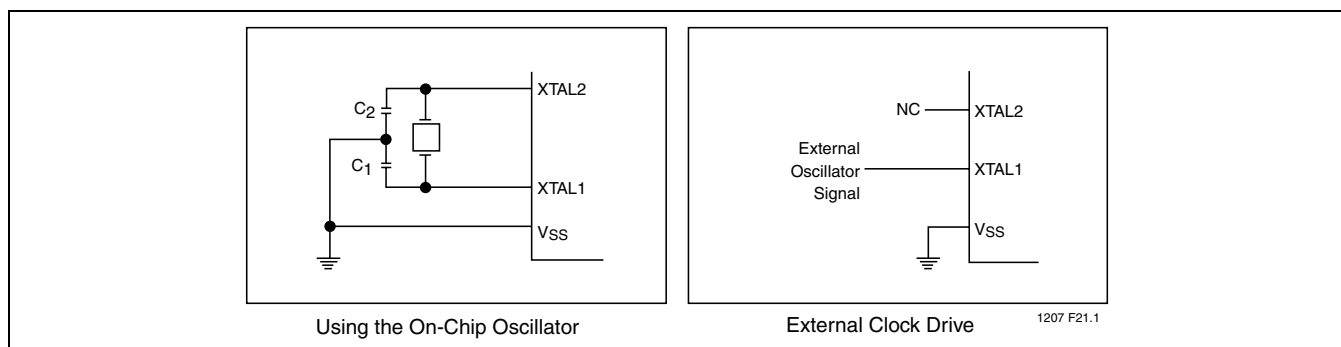 XTAL2
C2
C1
XTAL1
VSS
Using the On-Chip Oscillator
NC
XTAL2
External
Oscillator
Signal
XTAL1
VSS
External Clock Drive
1207 F21.1